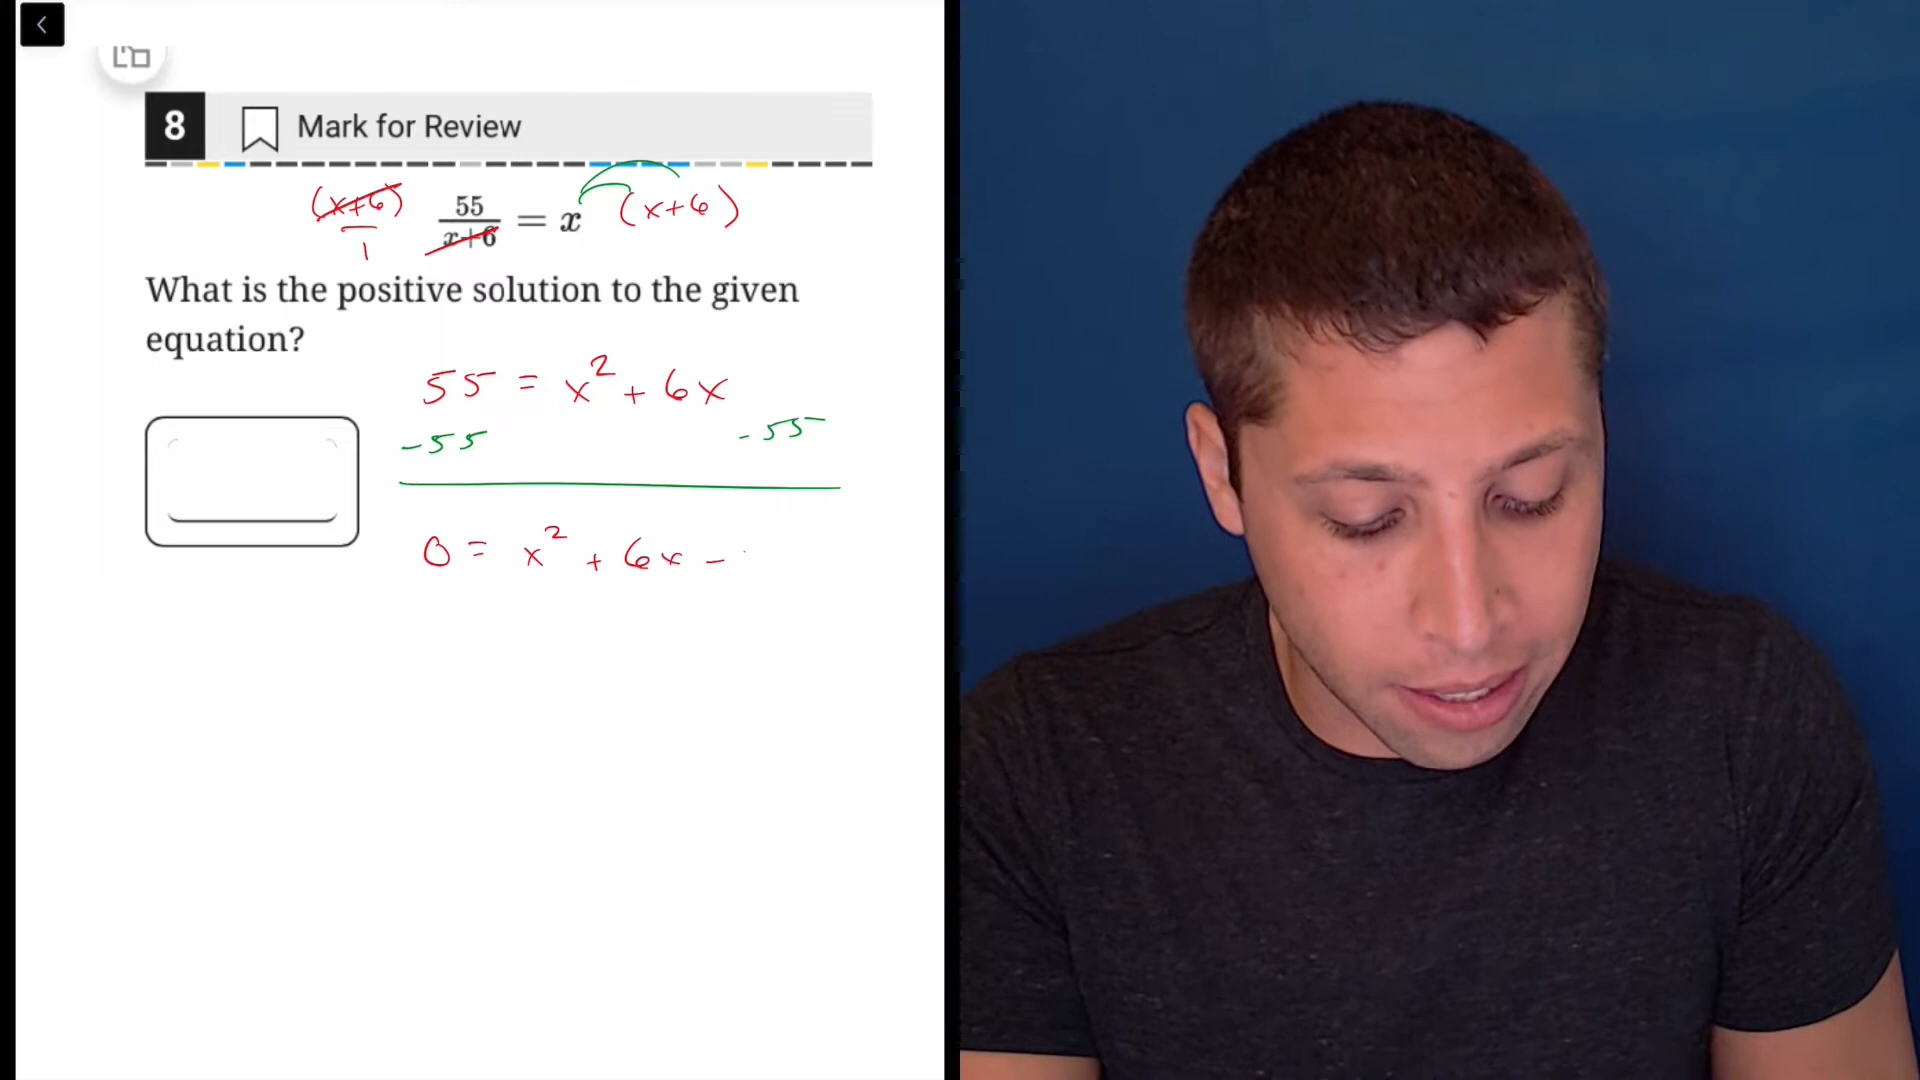 8 Mark for Review
(x+6) 55 = x (x+6)
1 x+6
What is the positive solution to the given
equation?
55 = x² + 6x
-55 -55
0 = x² + 6x -